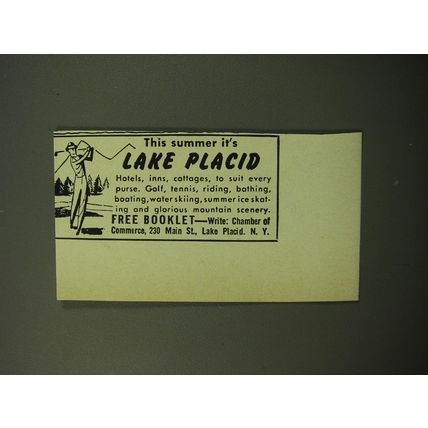 This summer it's
LAKE PLACID
Hotels, inns, cottages, to suit every
purse. Golf, tennis, riding, bathing,
boating, water skiing, summer ice skat-
ing and glorious mountain scenery.
FREE BOOKLET—Write: Chamber of
Commerce, 230 Main St., Lake Placid. N. Y.